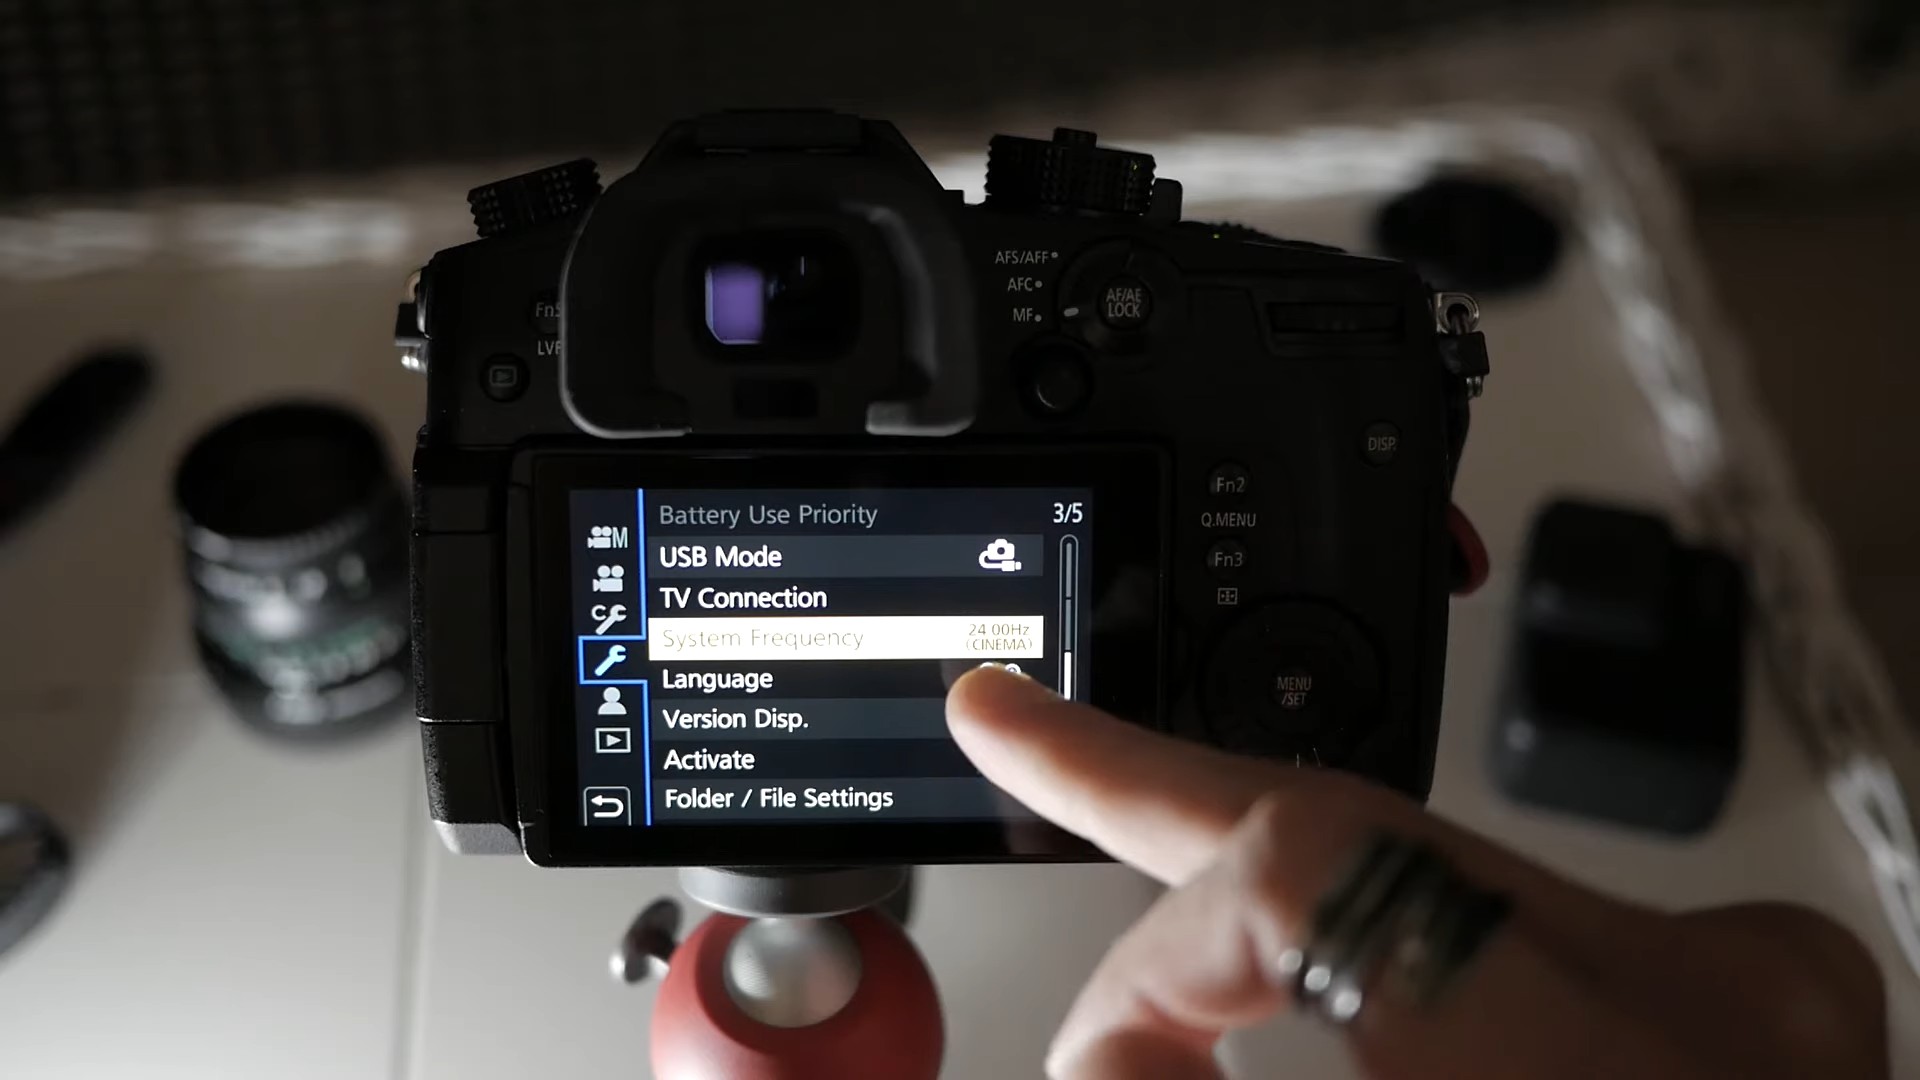 AFS/AFF
AFC
MF
AF/AE
LOCK
LVF
DISP.
Fn2
Q.MENU
Fn3
MENU
/SET
Battery Use Priority
3/5
USB Mode
TV Connection
System Frequency
24.00Hz
(CINEMA)
Language
Version Disp.
Activate
Folder / File Settings
M
C